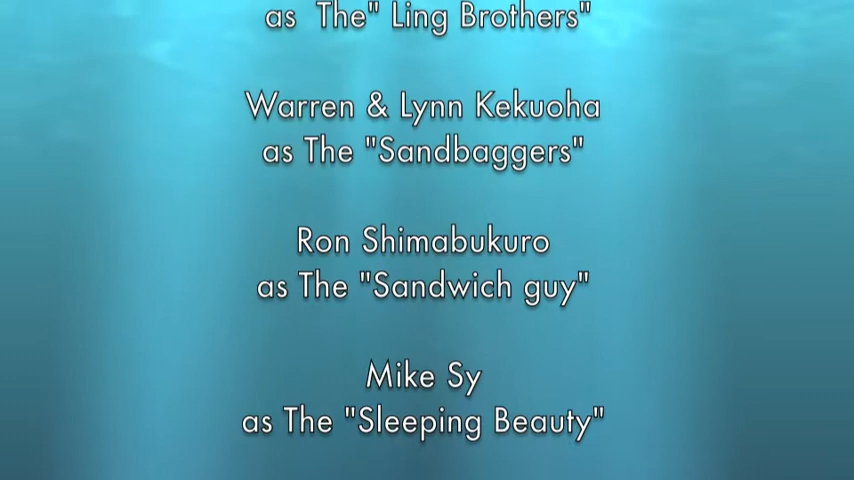 as The" Ling Brothers"
Warren & Lynn Kekuoha
as The "Sandbaggers"
Ron Shimabukuro
as The "Sandwich guy"
Mike Sy
as The "Sleeping Beauty"